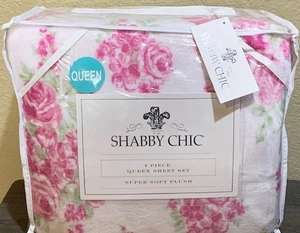 SHABBY CHIC
QUEEN
SHABBY CHIC
4 PIECE
QUEEN SHEET SET
SUPER SOFT PLUSH